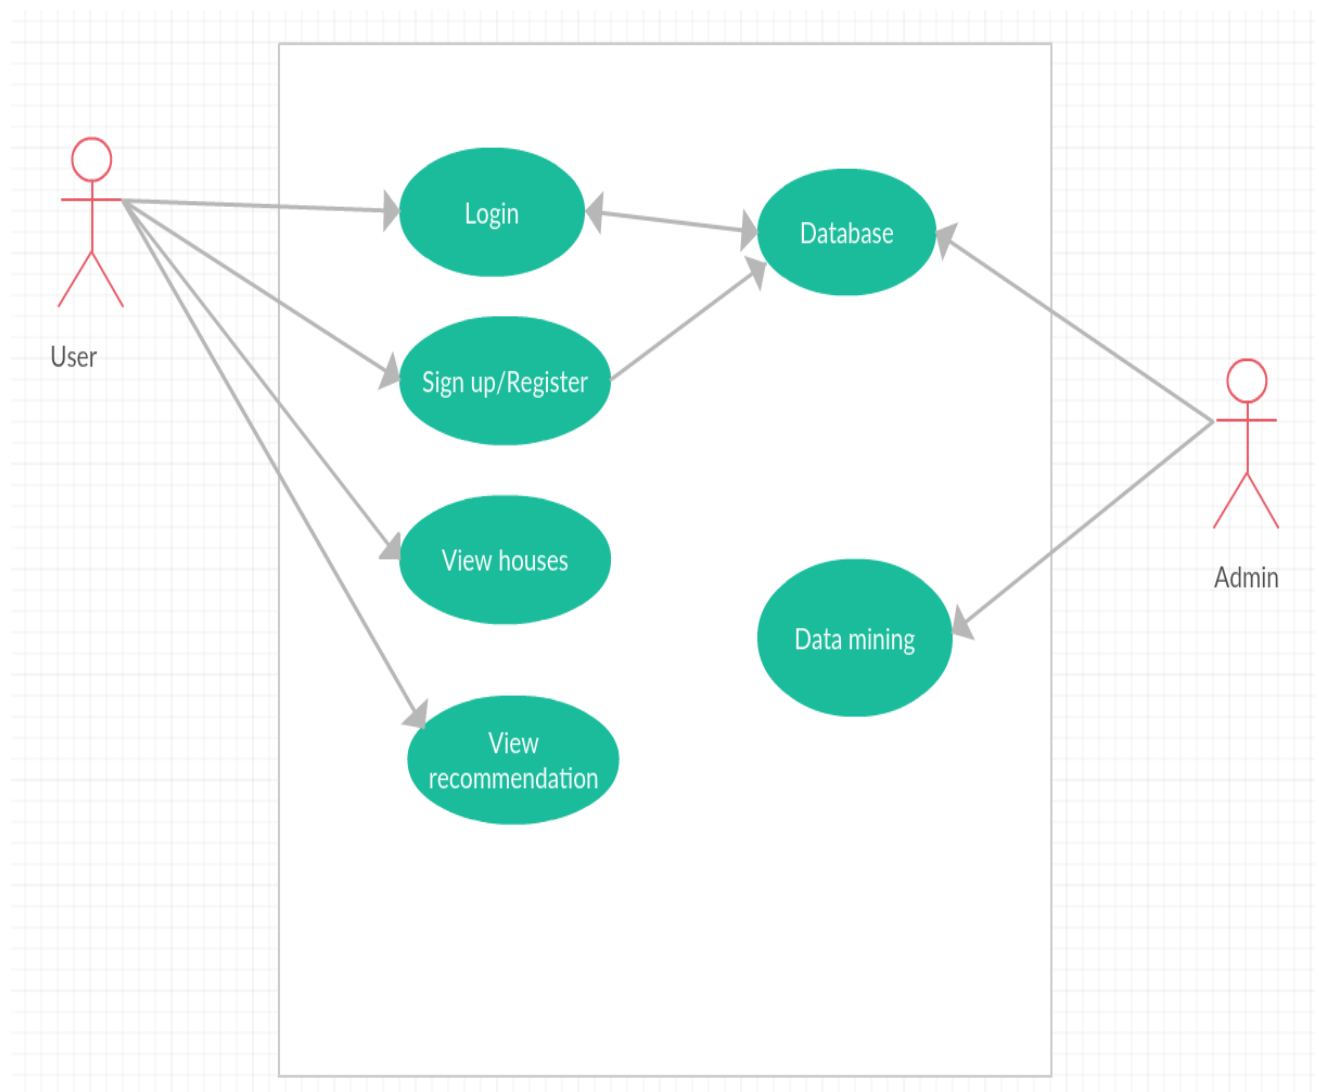 Login
Database
User
Sign up/Register
View houses
Admin
Data mining
View
recommendation